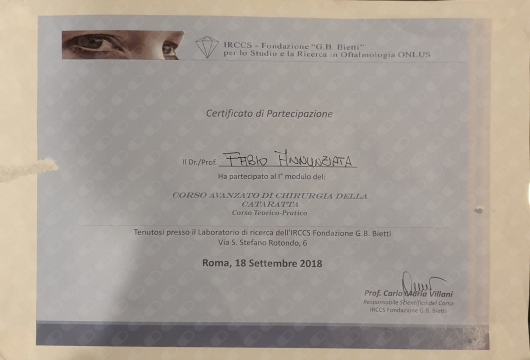 IRCCS - Fondazione "G.B. Bietti"
per lo Studio e la Ricerca in Oftalmologia ONLUS
Certificato di Partecipazione
Il Dr./Prof. FABIO ANNUNZIATA
Ha partecipato al I° modulo del:
CORSO AVANZATO DI CHIRURGIA DELLA
CATARATTA
Corso Teorico-Pratico
Tenutosi presso il Laboratorio di ricerca dell'IRCCS Fondazione G.B. Bietti
Via S. Stefano Rotondo, 6
Roma, 18 Settembre 2018
Prof. Carlo Maria Villani
Responsabile Scientifico del Corso
IRCCS Fondazione G.B. Bietti